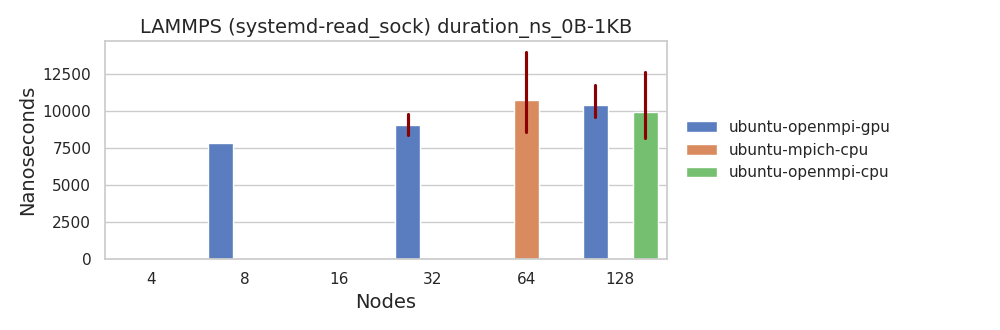 LAMMPS (systemd-read_sock) duration_ns_0B-1KB
Nanoseconds
12500
10000
7500
5000
2500
0
4 8 16 32 64 128
Nodes
ubuntu-openmpi-gpu
ubuntu-mpich-cpu
ubuntu-openmpi-cpu